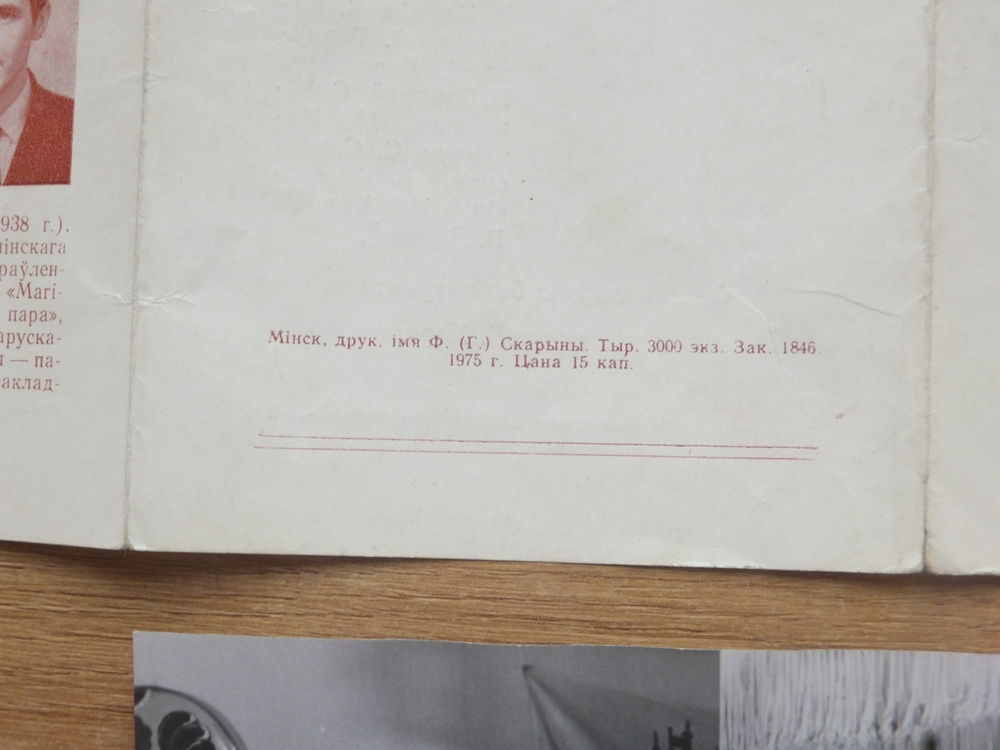 938 г.),
раўлен-
«Магі-
пара»,
аруска-
— па-
аклад-
Мінск, друк. імя Ф. (Г.) Скарыны. Тыр. 3000 экз. Зак. 1846.
1975 г. Цана 15 кап.